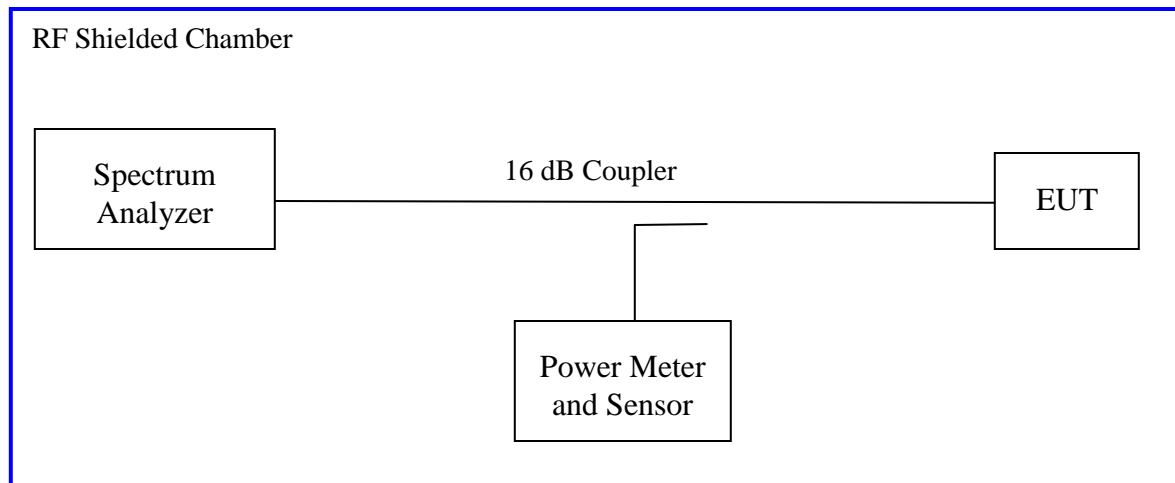 RF Shielded Chamber
Spectrum
Analyzer
16 dB Coupler
EUT
Power Meter
and Sensor